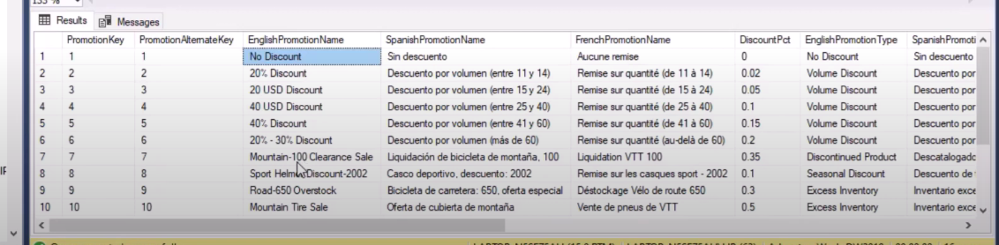 133 %
Results Messages
PromotionKey PromotionAlternateKey EnglishPromotionName SpanishPromotionName FrenchPromotionName DiscountPct EnglishPromotionType SpanishPromoti
1 1 1 No Discount Sin descuento Aucune remise 0 No Discount Sin descuento
2 2 2 20% Discount Descuento por volumen (entre 11 y 14) Remise sur quantité (de 11 à 14) 0.02 Volume Discount Descuento por
3 3 3 20 USD Discount Descuento por volumen (entre 15 y 24) Remise sur quantité (de 15 à 24) 0.05 Volume Discount Descuento por
4 4 4 40 USD Discount Descuento por volumen (entre 25 y 40) Remise sur quantité (de 25 à 40) 0.1 Volume Discount Descuento por
5 5 5 40% Discount Descuento por volumen (entre 41 y 60) Remise sur quantité (de 41 à 60) 0.15 Volume Discount Descuento por
6 6 6 20% - 30% Discount Descuento por volumen (más de 60) Remise sur quantité (au-delà de 60) 0.2 Volume Discount Descuento por
7 7 7 Mountain-100 Clearance Sale Liquidación de bicicleta de montaña, 100 Liquidation VTT 100 0.35 Discontinued Product Descatalogado
8 8 8 Sport Helmet Discount-2002 Casco deportivo, descuento: 2002 Remise sur les casques sport - 2002 0.1 Seasonal Discount Descuento de
9 9 9 Road-650 Overstock Bicicleta de carretera: 650, oferta especial Déstockage Vélo de route 650 0.3 Excess Inventory Inventario exce
10 10 10 Mountain Tire Sale Oferta de cubierta de montaña Vente de pneus de VTT 0.5 Excess Inventory Inventario exce